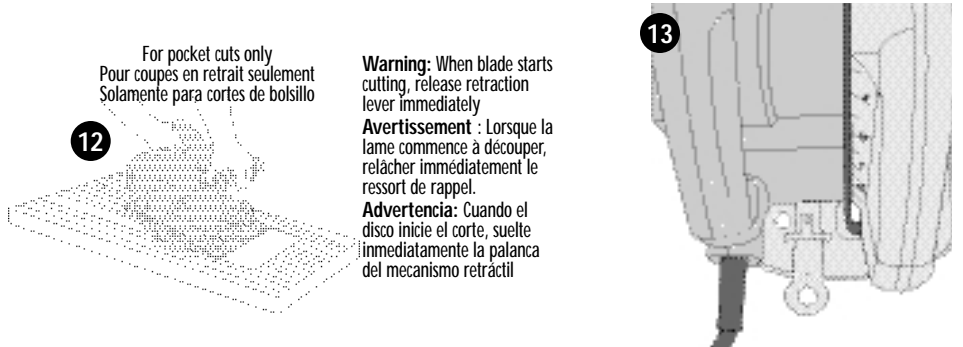 For pocket cuts only
Pour coupes en retrait seulement
Solamente para cortes de bolsillo
12
Warning: When blade starts
cutting, release retraction
lever immediately
Avertissement : Lorsque la
lame commence à découper,
relâcher immédiatement le
ressort de rappel.
Advertencia: Cuando el
disco inicie el corte, suelte
inmediatamente la palanca
del mecanismo retráctil
13